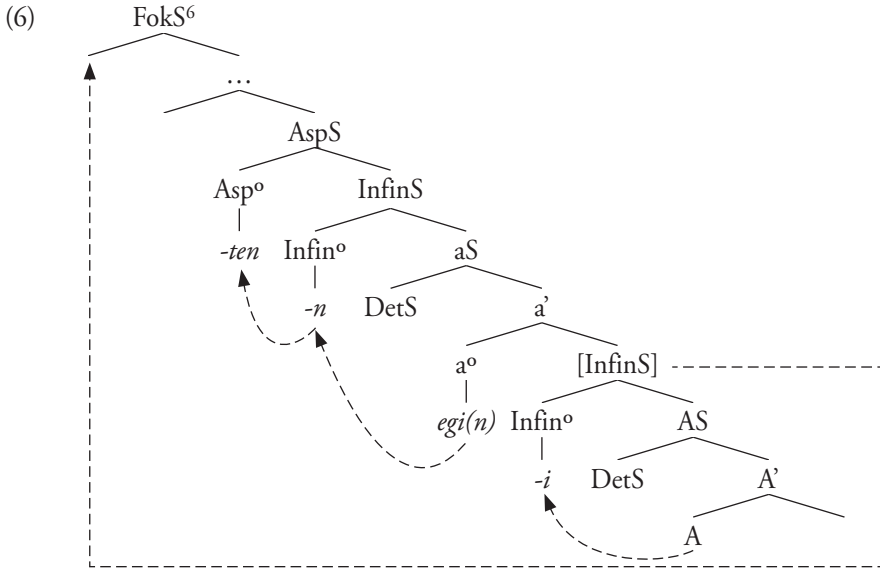 (6)
FokS⁶
...
AspS
Aspº InfinS
-ten Infinº aS
-n DetS a’
aº [InfinS]
egi(n) Infinº AS
-i DetS A’
A